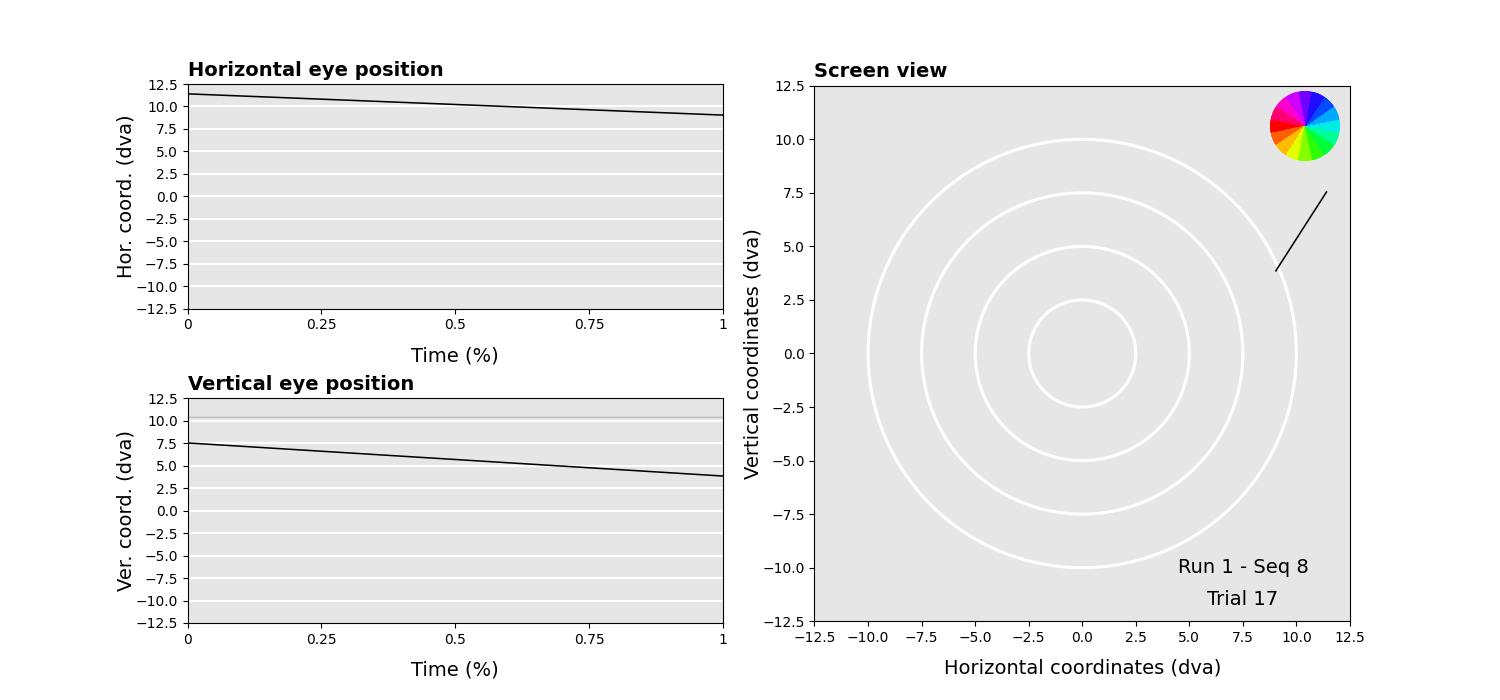 Horizontal eye position
12.5
10.0
7.5
5.0
2.5
0.0
−2.5
−5.0
−7.5
−10.0
−12.5
Hor. coord. (dva)
0 0.25 0.5 0.75 1
Time (%)
Vertical eye position
12.5
10.0
7.5
5.0
2.5
0.0
−2.5
−5.0
−7.5
−10.0
−12.5
Ver. coord. (dva)
0 0.25 0.5 0.75 1
Time (%)
Screen view
12.5
10.0
7.5
5.0
2.5
0.0
−2.5
−5.0
−7.5
−10.0
−12.5
Vertical coordinates (dva)
Run 1 - Seq 8
Trial 17
−12.5 −10.0 −7.5 −5.0 −2.5 0.0 2.5 5.0 7.5 10.0 12.5
Horizontal coordinates (dva)